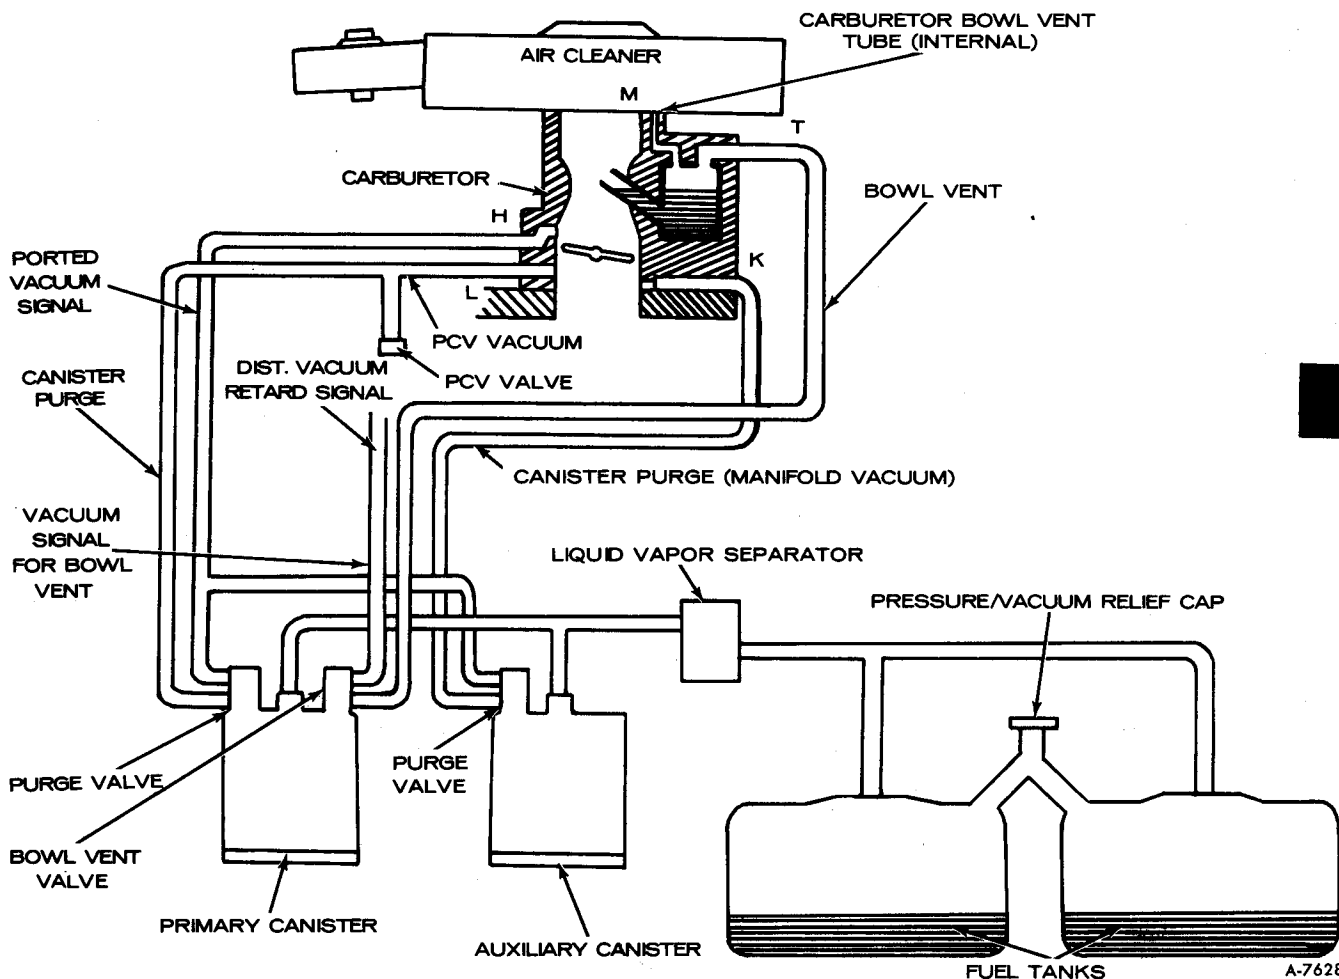 CARBURETOR BOWL VENT
TUBE (INTERNAL)
AIR CLEANER
M
T
CARBURETOR
BOWL VENT
H
PORTED
VACUUM
SIGNAL
K
L
PCV VACUUM
DIST. VACUUM
RETARD SIGNAL
PCV VALVE
CANISTER
PURGE
CANISTER PURGE (MANIFOLD VACUUM)
VACUUM
SIGNAL
FOR BOWL
VENT
LIQUID VAPOR SEPARATOR
PRESSURE/VACUUM RELIEF CAP
PURGE VALVE
PURGE
VALVE
BOWL VENT
VALVE
PRIMARY CANISTER
AUXILIARY CANISTER
FUEL TANKS
A-7628